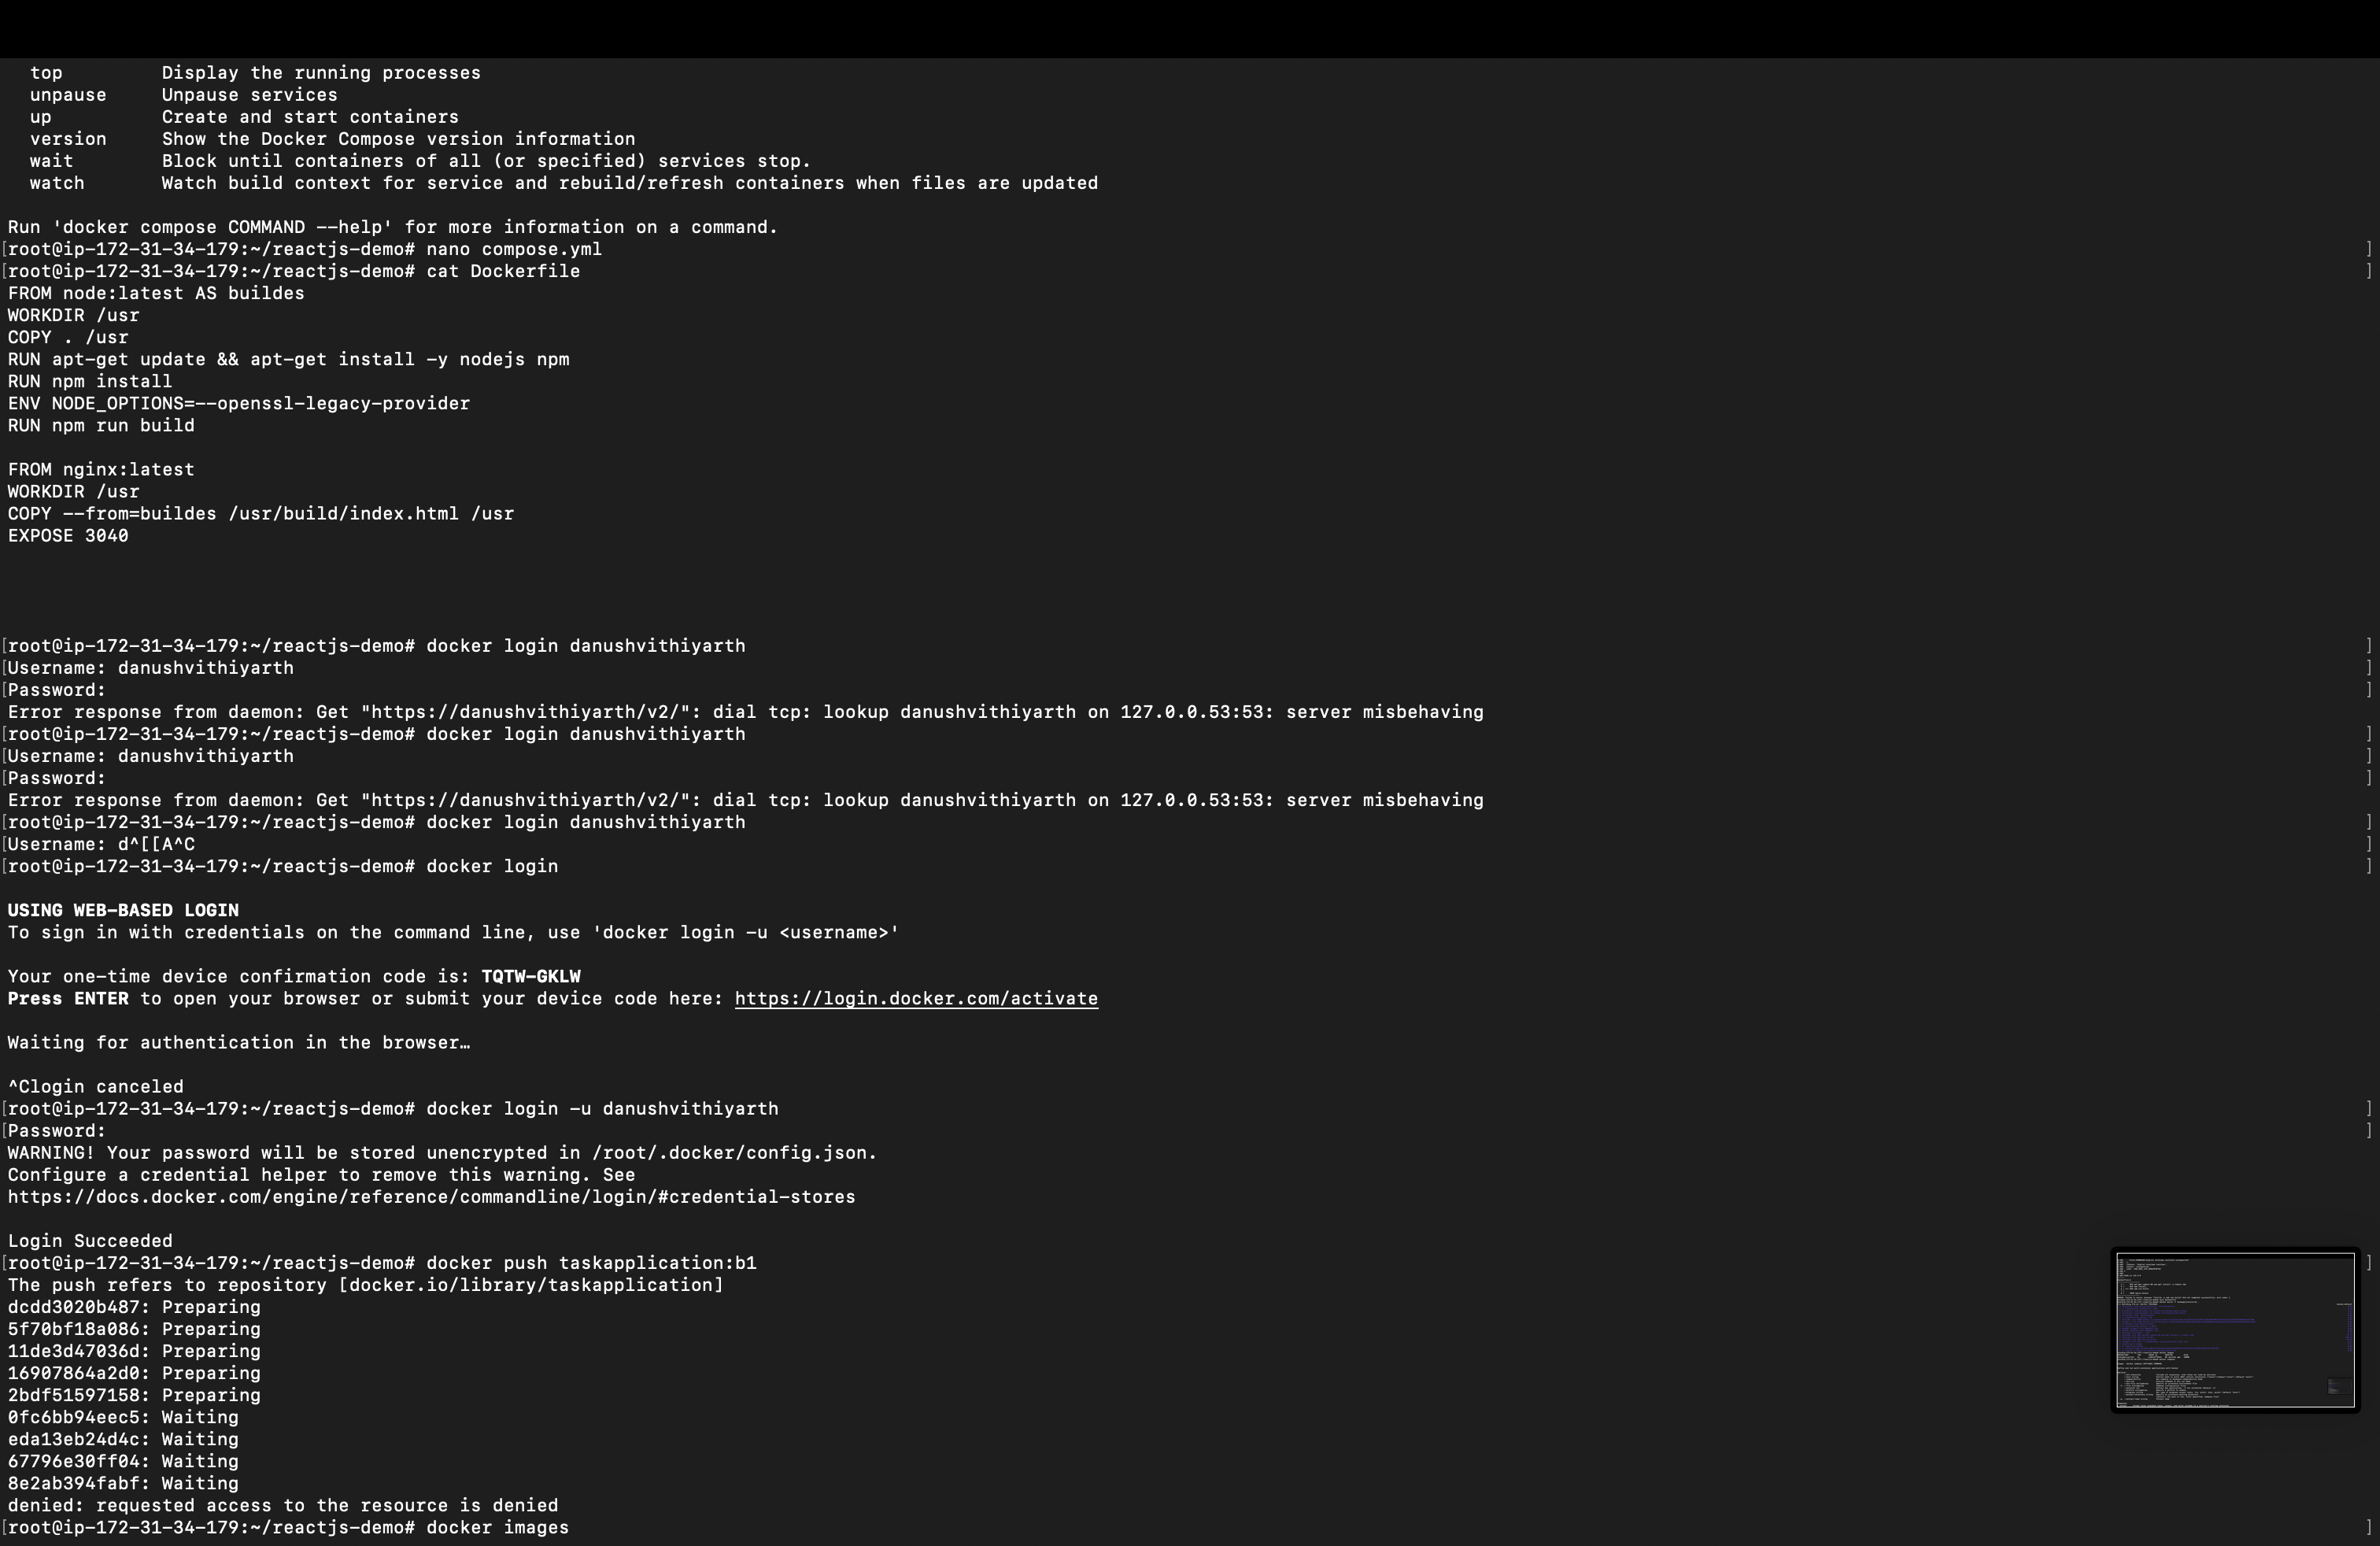 top         Display the running processes
unpause     Unpause services
up          Create and start containers
version     Show the Docker Compose version information
wait        Block until containers of all (or specified) services stop.
watch       Watch build context for service and rebuild/refresh containers when files are updated
Run 'docker compose COMMAND --help' for more information on a command.
[root@ip-172-31-34-179:~/reactjs-demo# nano compose.yml ]
[root@ip-172-31-34-179:~/reactjs-demo# cat Dockerfile ]
FROM node:latest AS buildes
WORKDIR /usr
COPY . /usr
RUN apt-get update && apt-get install -y nodejs npm
RUN npm install
ENV NODE_OPTIONS=--openssl-legacy-provider
RUN npm run build
FROM nginx:latest
WORKDIR /usr
COPY --from=buildes /usr/build/index.html /usr
EXPOSE 3040
[root@ip-172-31-34-179:~/reactjs-demo# docker login danushvithiyarth ]
[Username: danushvithiyarth ]
[Password: ]
Error response from daemon: Get "https://danushvithiyarth/v2/": dial tcp: lookup danushvithiyarth on 127.0.0.53:53: server misbehaving
[root@ip-172-31-34-179:~/reactjs-demo# docker login danushvithiyarth ]
[Username: danushvithiyarth ]
[Password: ]
Error response from daemon: Get "https://danushvithiyarth/v2/": dial tcp: lookup danushvithiyarth on 127.0.0.53:53: server misbehaving
[root@ip-172-31-34-179:~/reactjs-demo# docker login danushvithiyarth ]
[Username: d^[[A^C ]
[root@ip-172-31-34-179:~/reactjs-demo# docker login ]
USING WEB-BASED LOGIN
To sign in with credentials on the command line, use 'docker login -u <username>'
Your one-time device confirmation code is: TQTW-GKLW
Press ENTER to open your browser or submit your device code here: https://login.docker.com/activate
Waiting for authentication in the browser…
^Clogin canceled
[root@ip-172-31-34-179:~/reactjs-demo# docker login -u danushvithiyarth ]
[Password: ]
WARNING! Your password will be stored unencrypted in /root/.docker/config.json.
Configure a credential helper to remove this warning. See
https://docs.docker.com/engine/reference/commandline/login/#credential-stores
Login Succeeded
[root@ip-172-31-34-179:~/reactjs-demo# docker push taskapplication:b1 ]
The push refers to repository [docker.io/library/taskapplication]
dcdd3020b487: Preparing
5f70bf18a086: Preparing
11de3d47036d: Preparing
16907864a2d0: Preparing
2bdf51597158: Preparing
0fc6bb94eec5: Waiting
eda13eb24d4c: Waiting
67796e30ff04: Waiting
8e2ab394fabf: Waiting
denied: requested access to the resource is denied
[root@ip-172-31-34-179:~/reactjs-demo# docker images ]